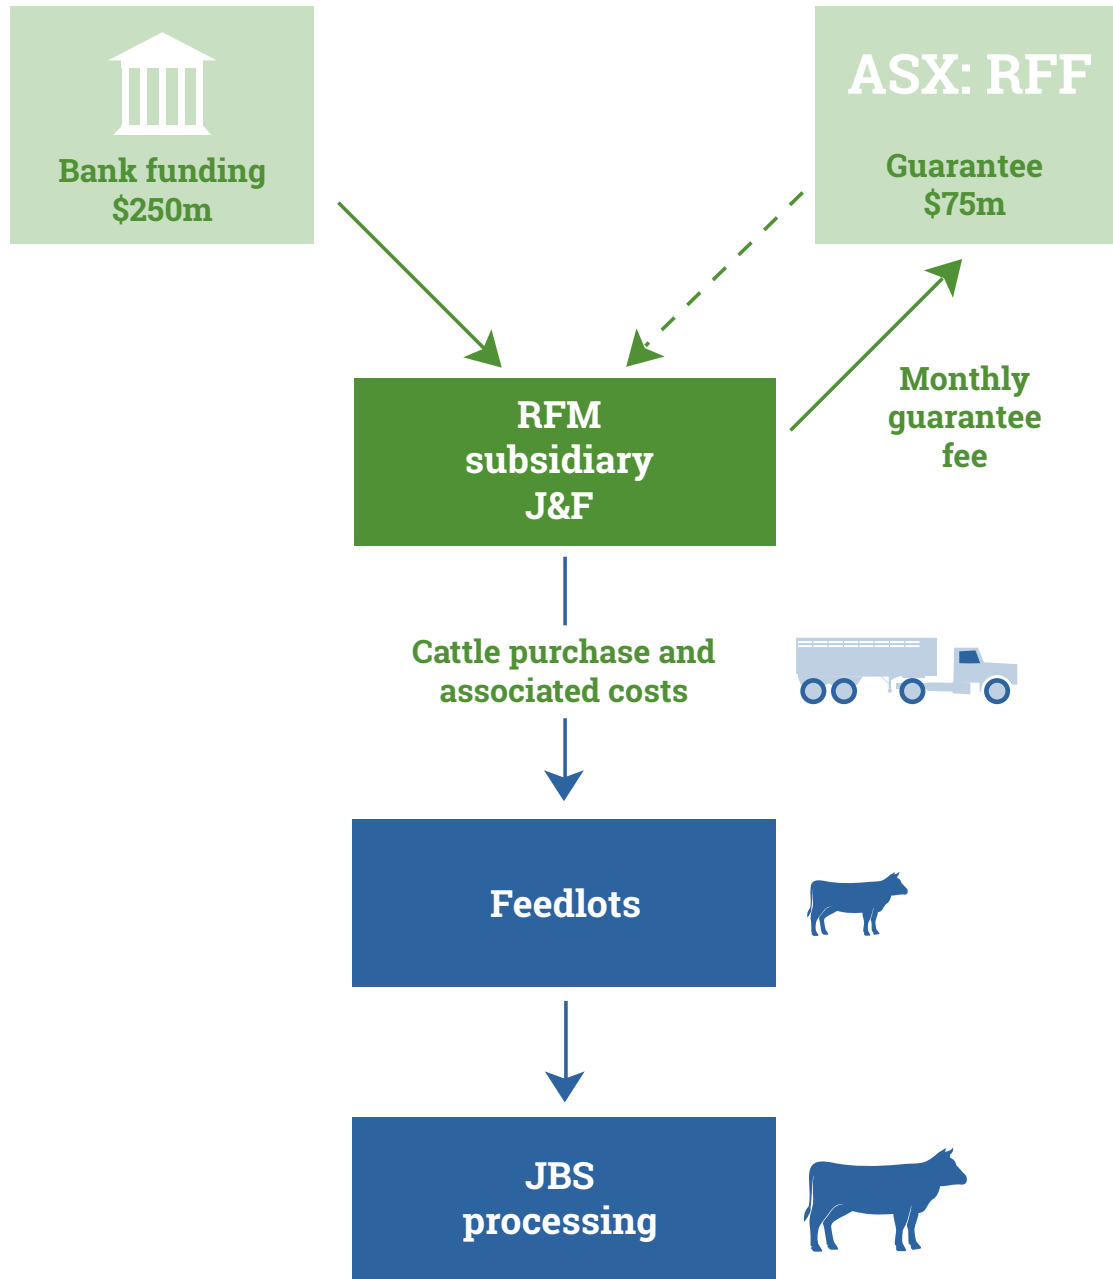 Bank funding
$250m
ASX: RFF
Guarantee
$75m
RFM
subsidiary
J&F
Monthly
guarantee
fee
Cattle purchase and
associated costs
Feedlots
JBS
processing